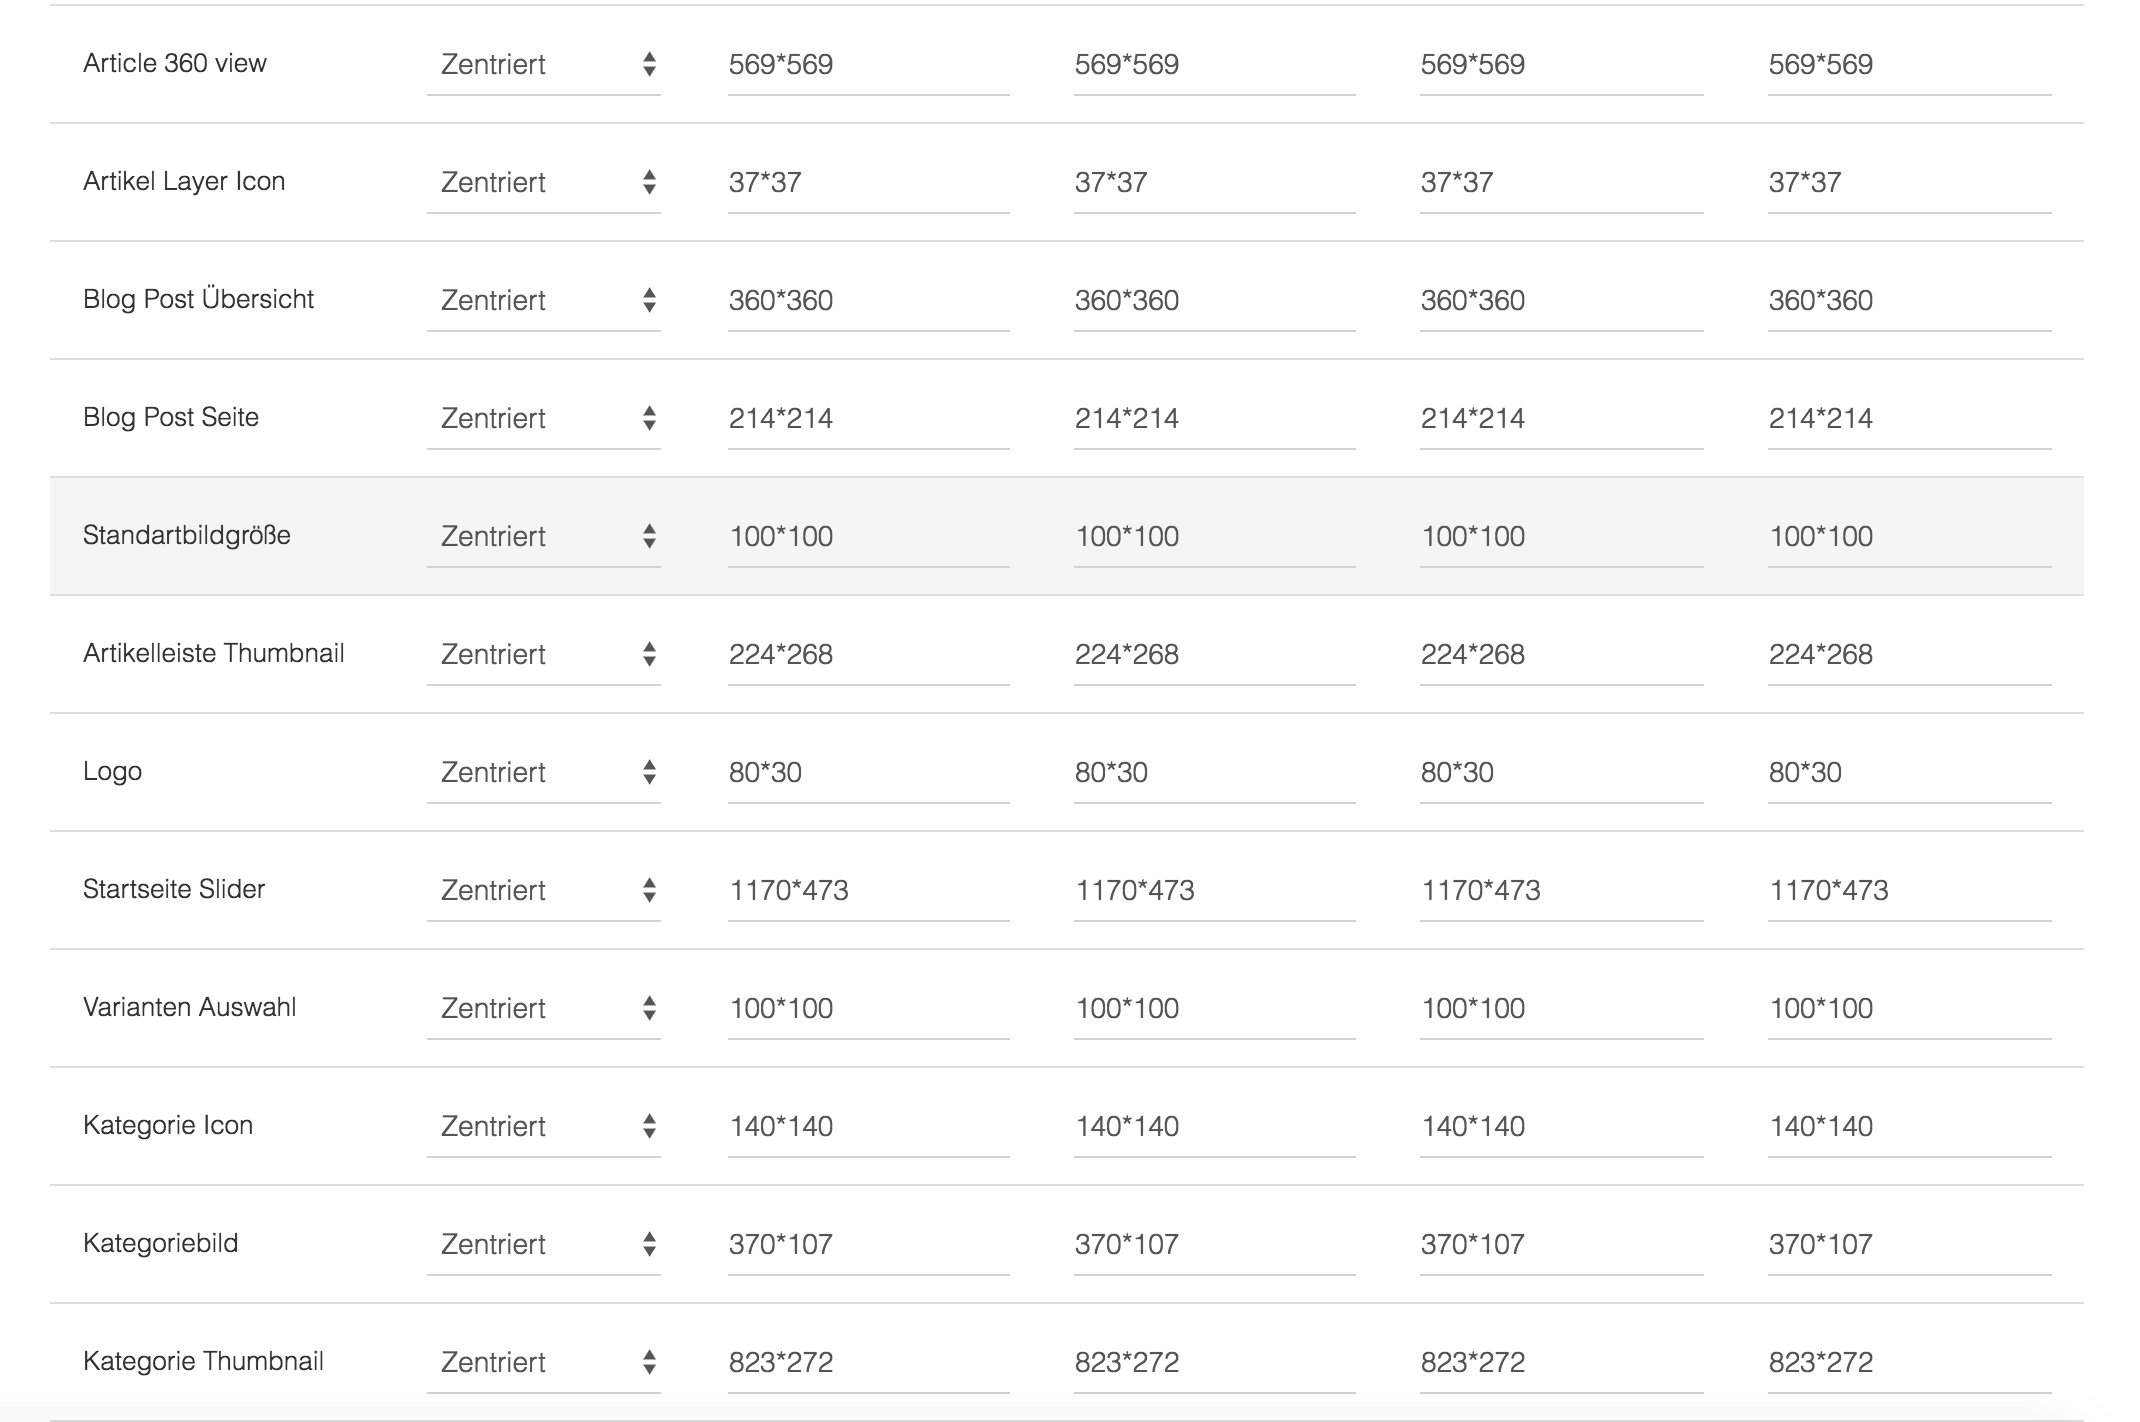 Article 360 view Zentriert 569*569 569*569 569*569 569*569
Artikel Layer Icon Zentriert 37*37 37*37 37*37 37*37
Blog Post Übersicht Zentriert 360*360 360*360 360*360 360*360
Blog Post Seite Zentriert 214*214 214*214 214*214 214*214
Standartbildgröße Zentriert 100*100 100*100 100*100 100*100
Artikelleiste Thumbnail Zentriert 224*268 224*268 224*268 224*268
Logo Zentriert 80*30 80*30 80*30 80*30
Startseite Slider Zentriert 1170*473 1170*473 1170*473 1170*473
Varianten Auswahl Zentriert 100*100 100*100 100*100 100*100
Kategorie Icon Zentriert 140*140 140*140 140*140 140*140
Kategoriebild Zentriert 370*107 370*107 370*107 370*107
Kategorie Thumbnail Zentriert 823*272 823*272 823*272 823*272